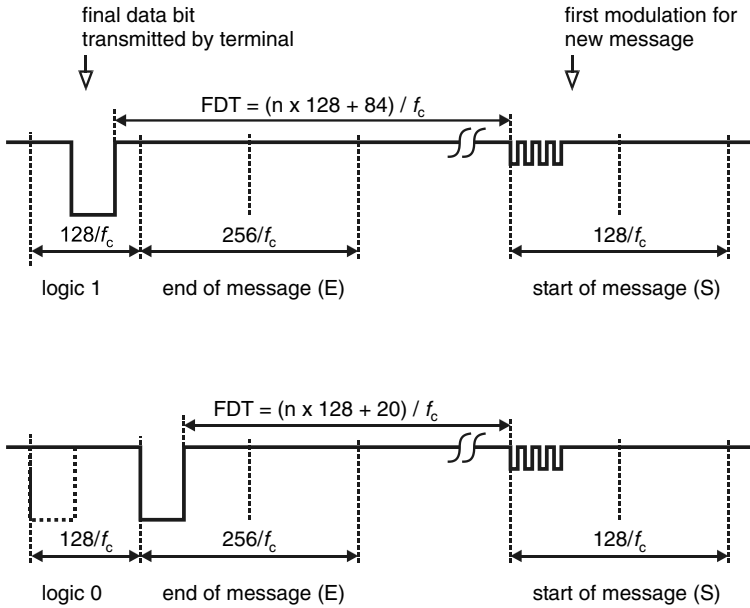 final data bit
transmitted by terminal
first modulation for
new message
FDT = (n x 128 + 84) / fc
128/fc
256/fc
128/fc
logic 1
end of message (E)
start of message (S)
FDT = (n x 128 + 20) / fc
128/fc
256/fc
128/fc
logic 0
end of message (E)
start of message (S)